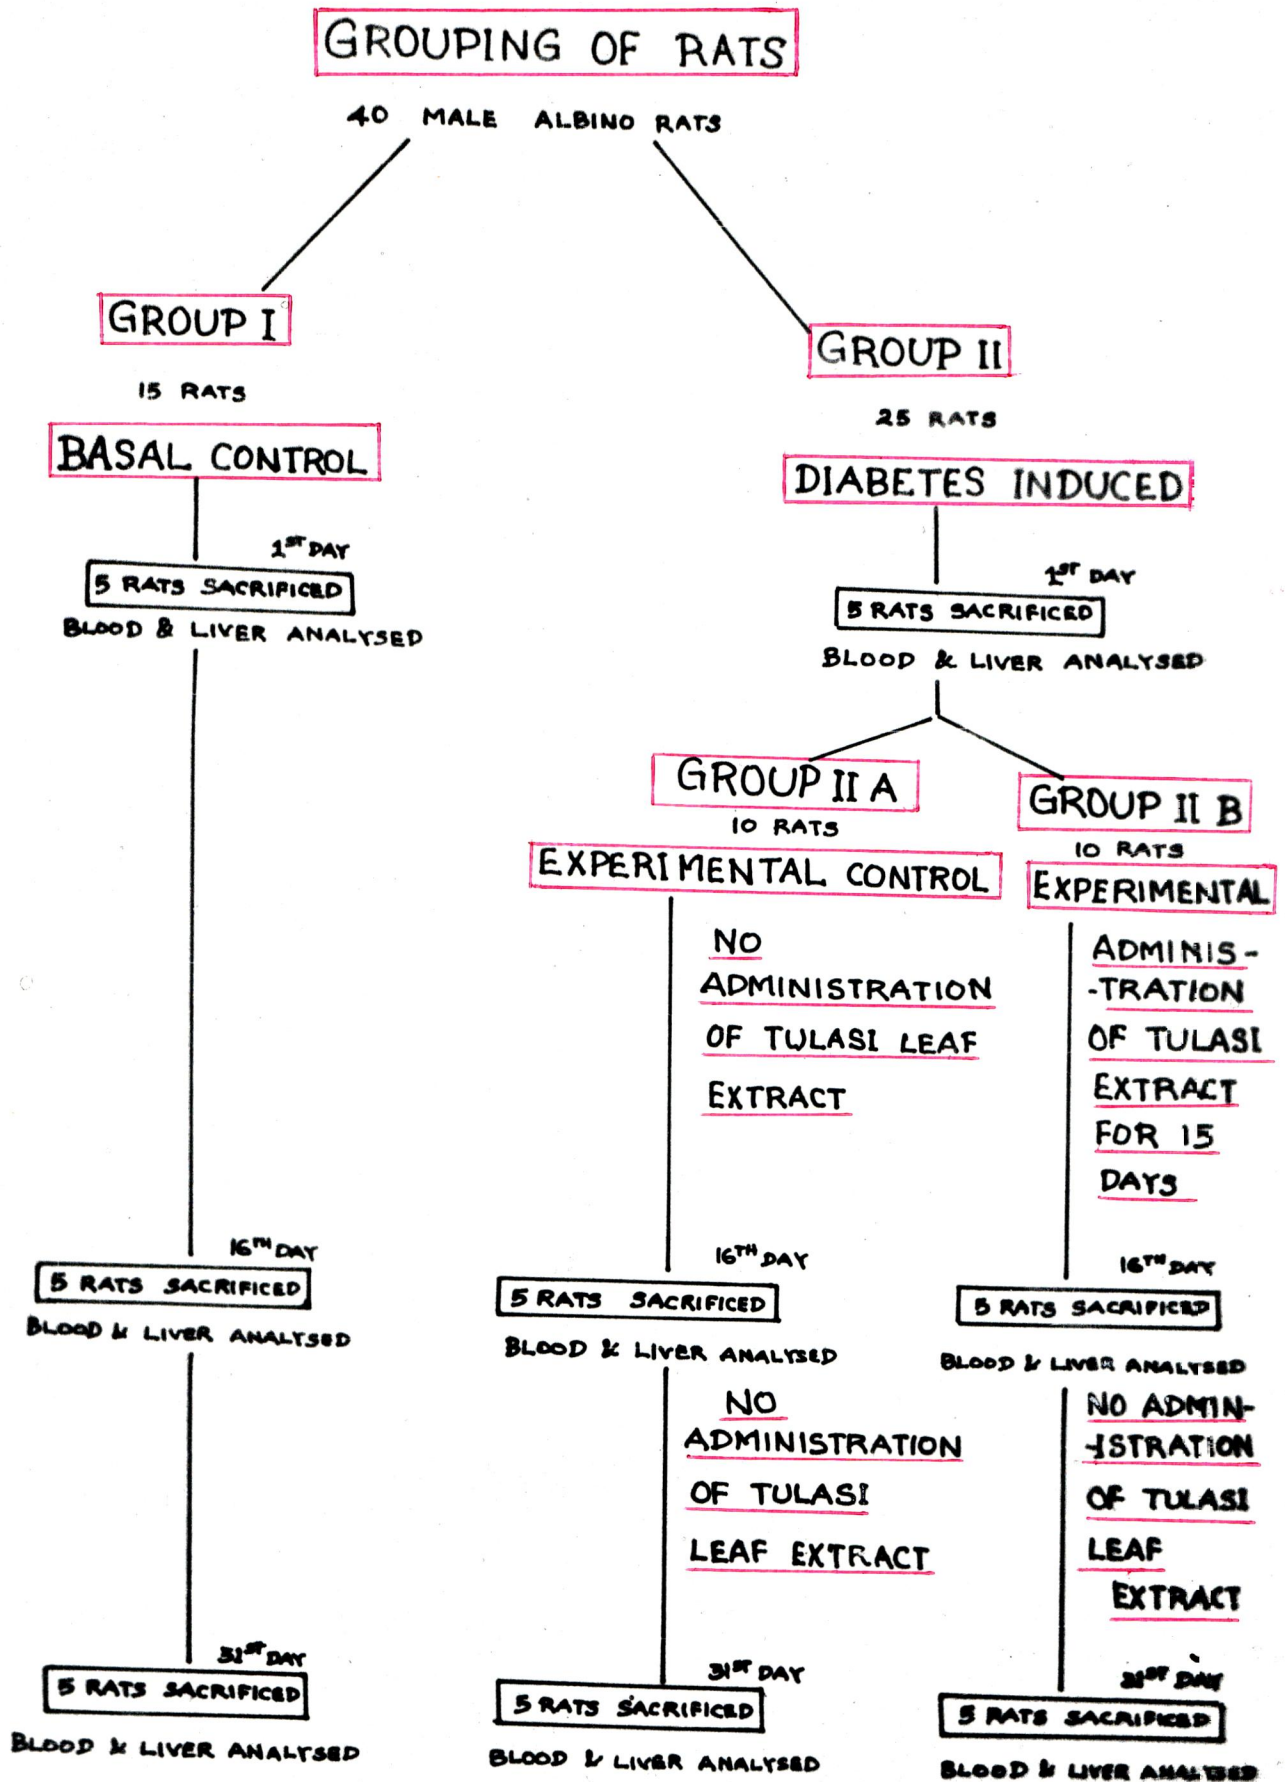 GROUPING OF RATS
40 MALE ALBINO RATS
GROUP I
15 RATS
BASAL CONTROL
1ST DAY
5 RATS SACRIFICED
BLOOD & LIVER ANALYSED
16TH DAY
5 RATS SACRIFICED
BLOOD & LIVER ANALYSED
31ST DAY
5 RATS SACRIFICED
BLOOD & LIVER ANALYSED
GROUP II
25 RATS
DIABETES INDUCED
1ST DAY
5 RATS SACRIFICED
BLOOD & LIVER ANALYSED
GROUP II A
10 RATS
EXPERIMENTAL CONTROL
NO
ADMINISTRATION
OF TULASI LEAF
EXTRACT
16TH DAY
5 RATS SACRIFICED
BLOOD & LIVER ANALYSED
NO
ADMINISTRATION
OF TULASI
LEAF EXTRACT
31ST DAY
5 RATS SACRIFICED
BLOOD & LIVER ANALYSED
GROUP II B
10 RATS
EXPERIMENTAL
ADMINIS-
-TRATION
OF TULASI
EXTRACT
FOR 15
DAYS
16TH DAY
5 RATS SACRIFICED
BLOOD & LIVER ANALYSED
NO ADMIN-
-ISTRATION
OF TULASI
LEAF
EXTRACT
31ST DAY
5 RATS SACRIFICED
BLOOD & LIVER ANALYSED